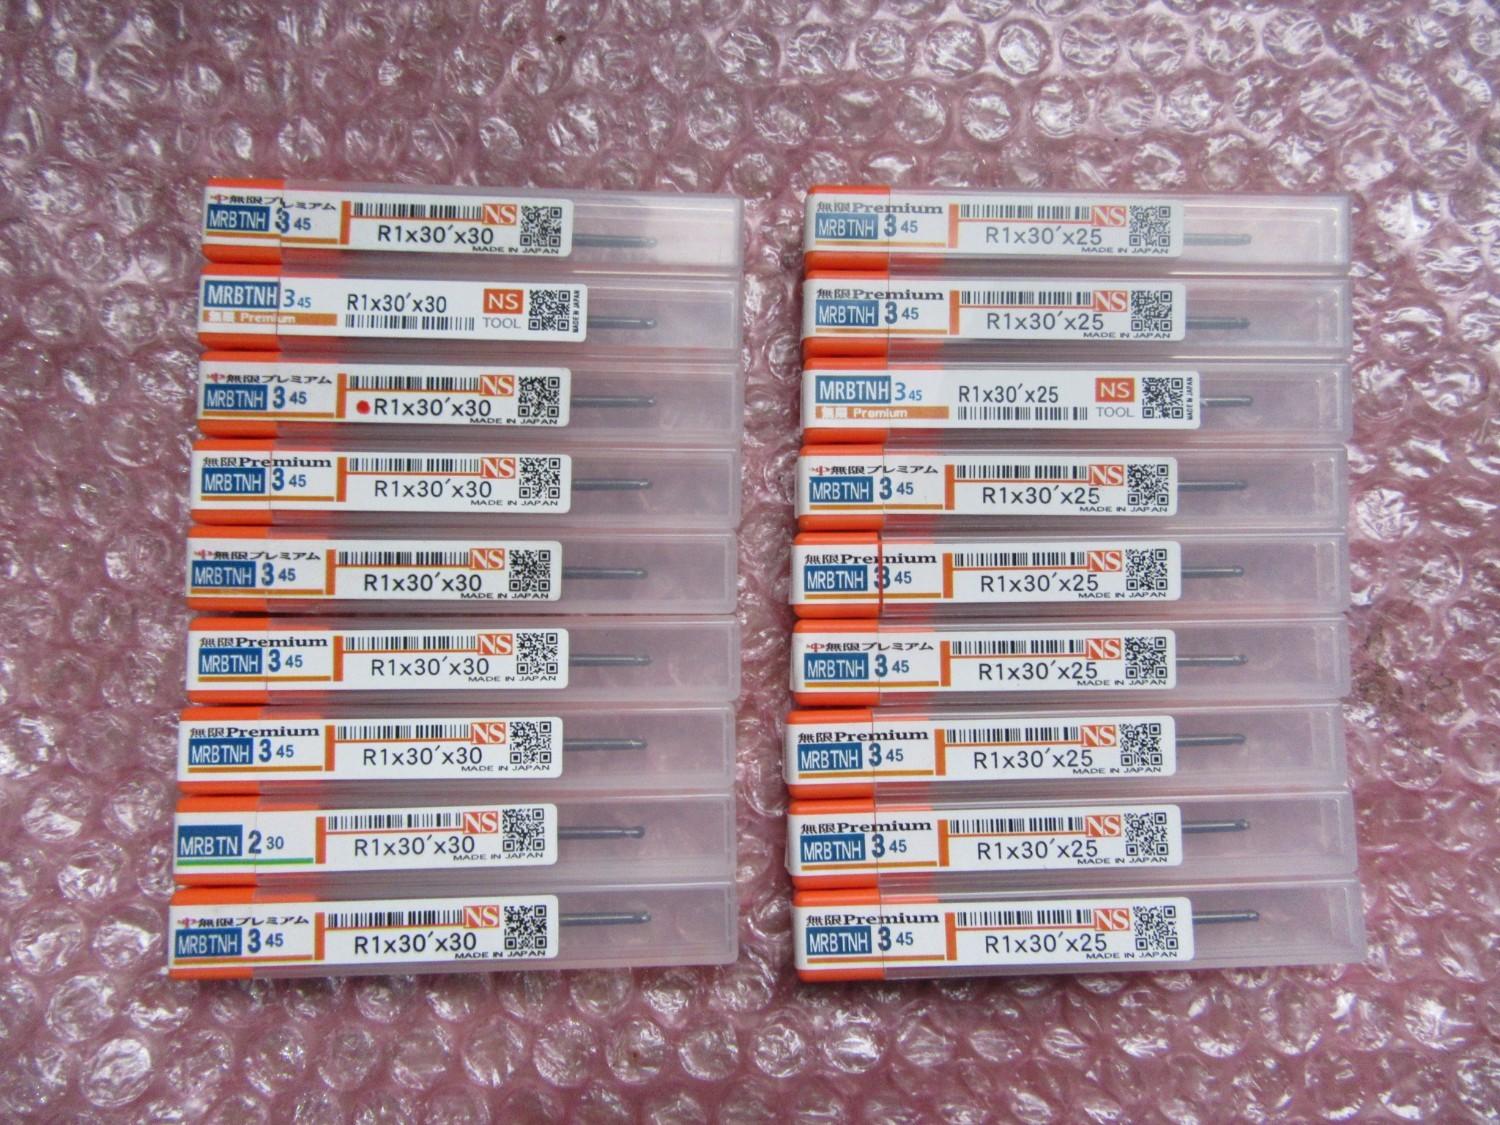 中無限プレミアム
MRBTNH 3 45
NS
R1x30′x30
MADE IN JAPAN
MRBTNH 3 45
無限 Premium
R1x30′x30
NS
TOOL
MADE IN JAPAN
中無限プレミアム
MRBTNH 3 45
NS
R1x30′x30
MADE IN JAPAN
無限Premium
MRBTNH 3 45
NS
R1x30′x30
MADE IN JAPAN
中無限プレミアム
MRBTNH 3 45
NS
R1x30′x30
MADE IN JAPAN
無限Premium
MRBTNH 3 45
NS
R1x30′x30
MADE IN JAPAN
無限Premium
MRBTNH 3 45
NS
R1x30′x30
MADE IN JAPAN
MRBTN 2 30
NS
R1x30′x30
MADE IN JAPAN
中無限プレミアム
MRBTNH 3 45
NS
R1x30′x30
MADE IN JAPAN
無限Premium
MRBTNH 3 45
NS
R1x30′x25
MADE IN JAPAN
無限Premium
MRBTNH 3 45
NS
R1x30′x25
MADE IN JAPAN
MRBTNH 3 45
無限 Premium
R1x30′x25
NS
TOOL
MADE IN JAPAN
中無限プレミアム
MRBTNH 3 45
NS
R1x30′x25
MADE IN JAPAN
無限Premium
MRBTNH 3 45
NS
R1x30′x25
MADE IN JAPAN
中無限プレミアム
MRBTNH 3 45
NS
R1x30′x25
MADE IN JAPAN
無限Premium
MRBTNH 3 45
NS
R1x30′x25
MADE IN JAPAN
無限Premium
MRBTNH 3 45
NS
R1x30′x25
MADE IN JAPAN
無限Premium
MRBTNH 3 45
NS
R1x30′x25
MADE IN JAPAN